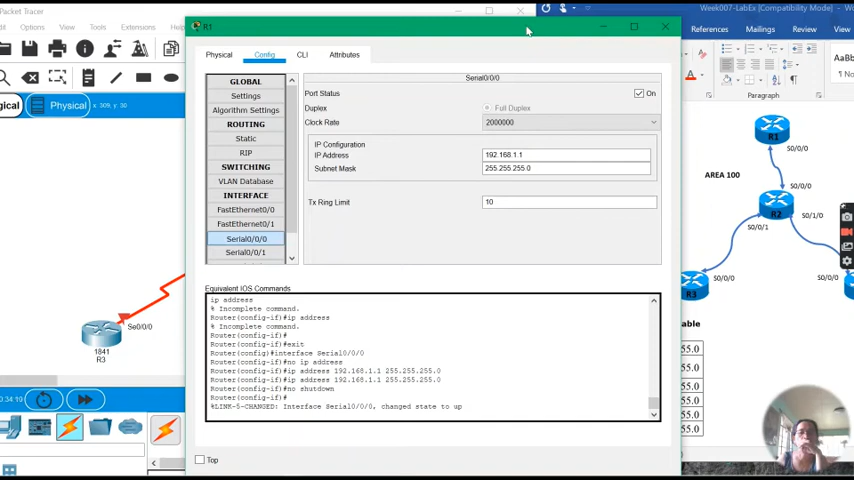 Packet Tracer
Week007-LabEx [Compatibility Mode]
Options View Tools Extensions
References Mailings Review View
gical Physical x: 309, y: 30
AaBb
Paragraph
R1
Physical Config CLI Attributes
GLOBAL
Settings
Algorithm Settings
ROUTING
Static
RIP
SWITCHING
VLAN Database
INTERFACE
FastEthernet0/0
FastEthernet0/1
Serial0/0/0
Serial0/0/1
Serial0/0/0
Port Status On
Duplex Full Duplex
Clock Rate 2000000
IP Configuration
IP Address 192.168.1.1
Subnet Mask 255.255.255.0
Tx Ring Limit 10
Equivalent IOS Commands
ip address
% Incomplete command.
Router(config-if)#ip address
% Incomplete command.
Router(config-if)#
Router(config-if)#exit
Router(config)#interface Serial0/0/0
Router(config-if)#no ip address
Router(config-if)#ip address 192.168.1.1 255.255.255.0
Router(config-if)#ip address 192.168.1.1 255.255.255.0
Router(config-if)#no shutdown
Router(config-if)#
%LINK-5-CHANGED: Interface Serial0/0/0, changed state to up
Top
Se0/0/0
1841
R3
0:34:19
R1
S0/0/0
AREA 100
S0/0/0
R2
S0/1/0
S0/0/1
S0/0/0
S0/0/0
R3
able
55.0
55.0
55.0
55.0
55.0
55.0